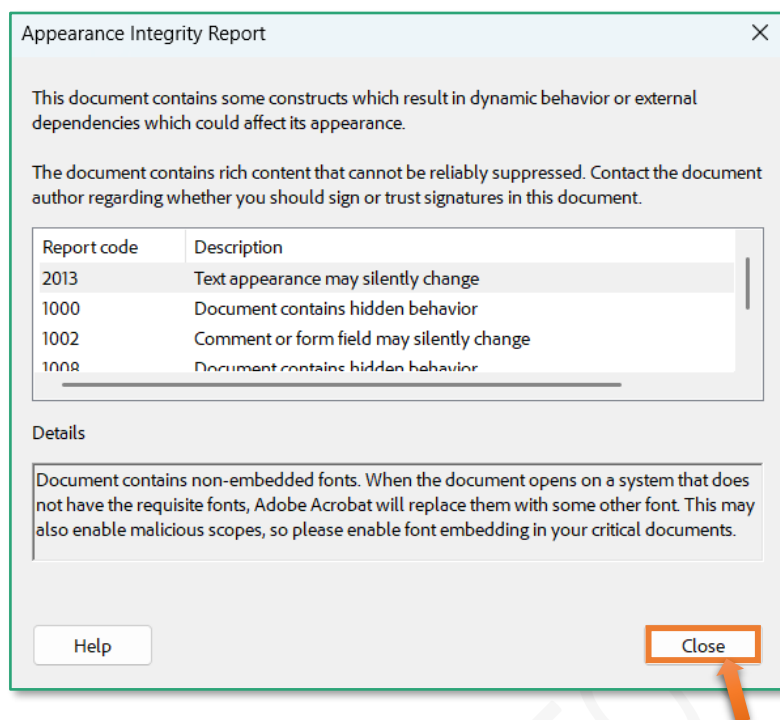 Appearance Integrity Report
This document contains some constructs which result in dynamic behavior or external
dependencies which could affect its appearance.
The document contains rich content that cannot be reliably suppressed. Contact the document
author regarding whether you should sign or trust signatures in this document.
Report code Description
2013 Text appearance may silently change
1000 Document contains hidden behavior
1002 Comment or form field may silently change
1008 Document contains hidden behavior
Details
Document contains non-embedded fonts. When the document opens on a system that does
not have the requisite fonts, Adobe Acrobat will replace them with some other font. This may
also enable malicious scopes, so please enable font embedding in your critical documents.
Help Close